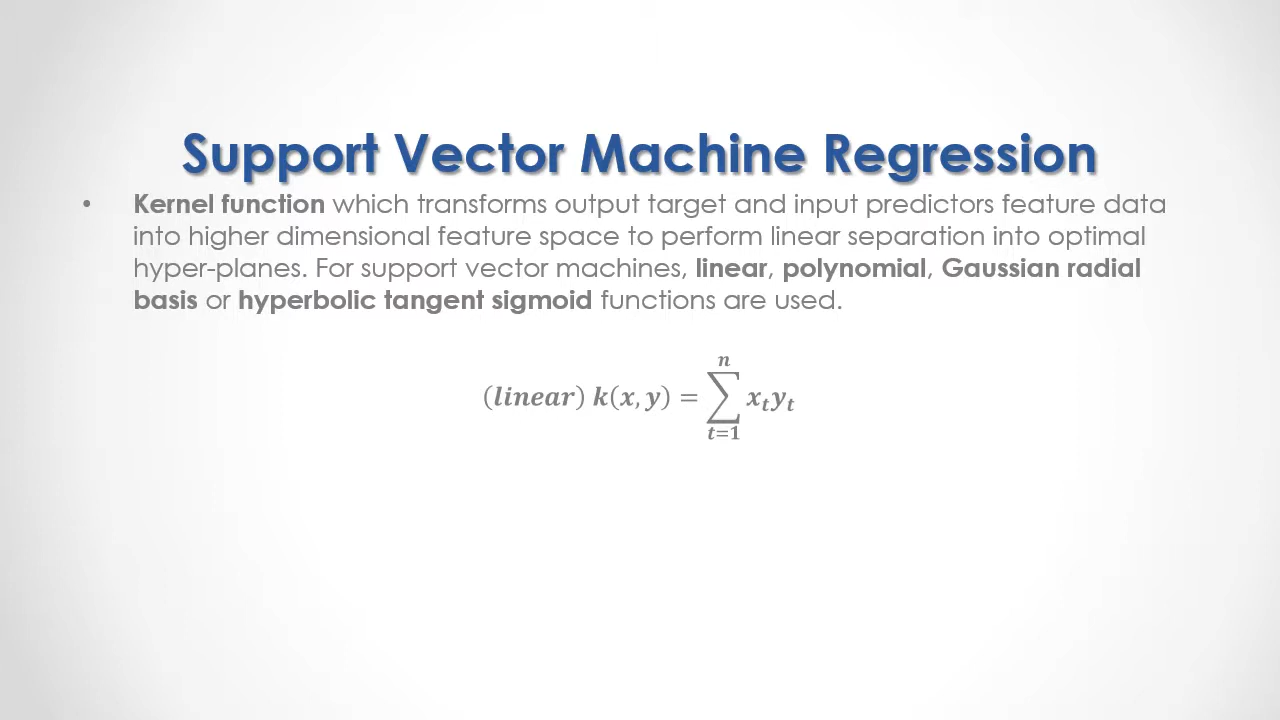 Support Vector Machine Regression
• Kernel function which transforms output target and input predictors feature data
into higher dimensional feature space to perform linear separation into optimal
hyper-planes. For support vector machines, linear, polynomial, Gaussian radial
basis or hyperbolic tangent sigmoid functions are used.
(linear) k(x, y) = ∑_{t=1}^{n} x_t y_t